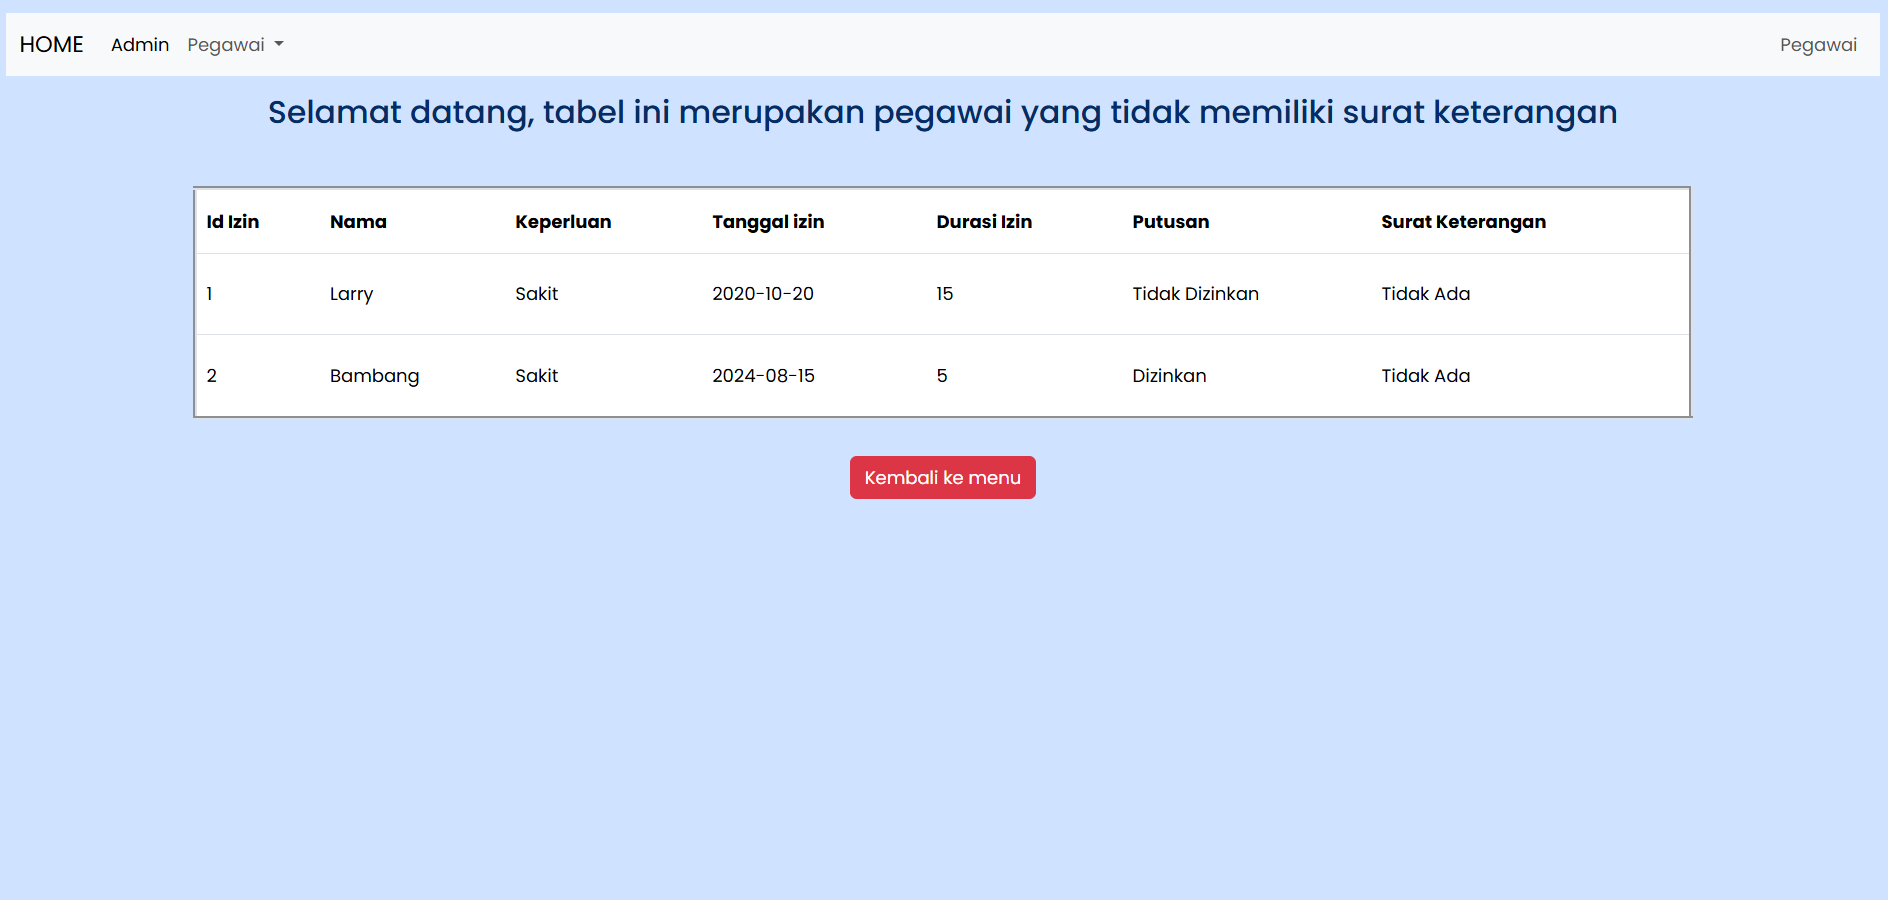 HOME Admin Pegawai Pegawai
Selamat datang, tabel ini merupakan pegawai yang tidak memiliki surat keterangan
Id Izin Nama Keperluan Tanggal izin Durasi Izin Putusan Surat Keterangan
1 Larry Sakit 2020-10-20 15 Tidak Dizinkan Tidak Ada
2 Bambang Sakit 2024-08-15 5 Dizinkan Tidak Ada
Kembali ke menu